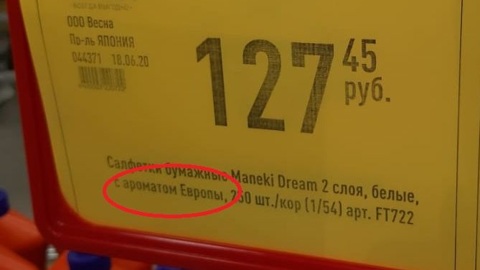 ООО Весна
Пр-ль ЯПОНИЯ
044371 18.06.20
127 45
руб.
Салфетки бумажные Maneki Dream 2 слоя, белые,
с ароматом Европы, 250 шт./кор (1/54) арт. FT722